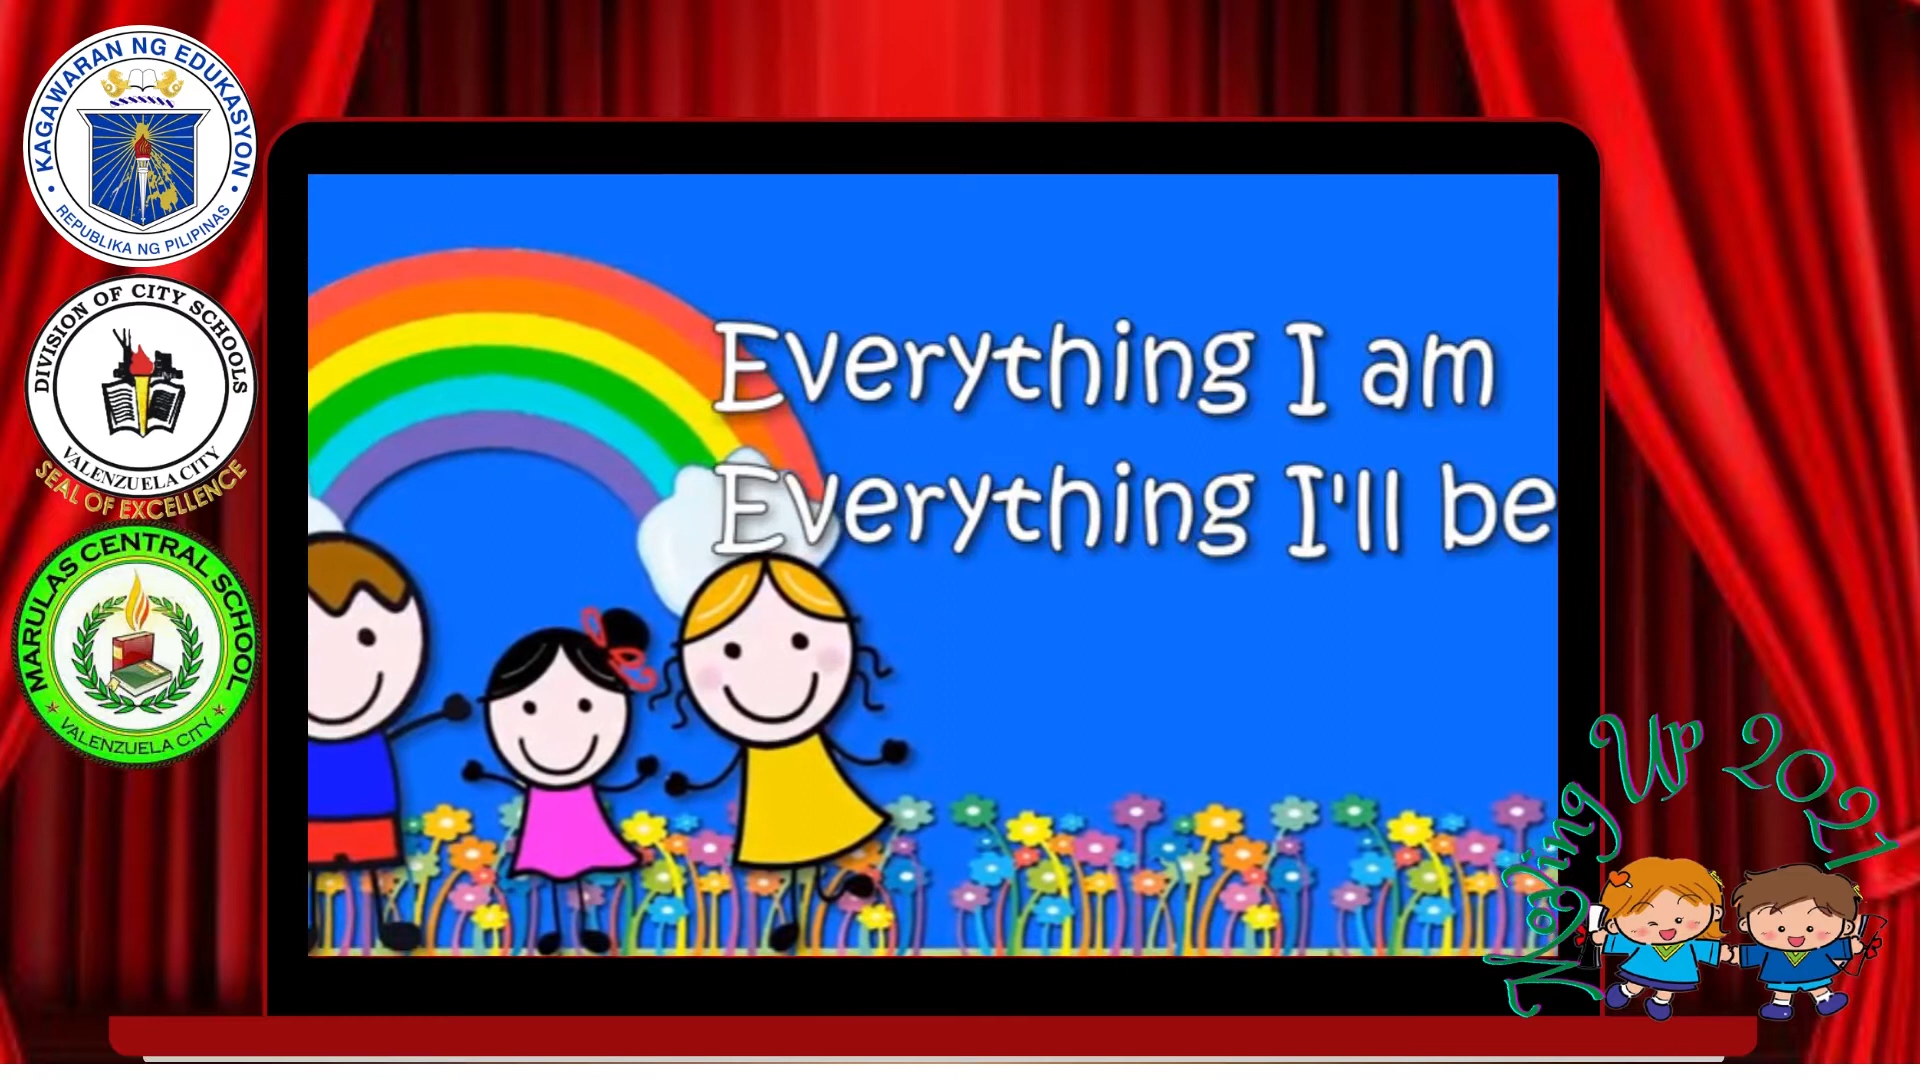 KAGAWARAN NG EDUKASYON
REPUBLIKA NG PILIPINAS
DIVISION OF CITY SCHOOLS
VALENZUELA CITY
SEAL OF EXCELLENCE
MARULAS CENTRAL SCHOOL
VALENZUELA CITY
Everything I am
Everything I'll be
Moving Up 2021